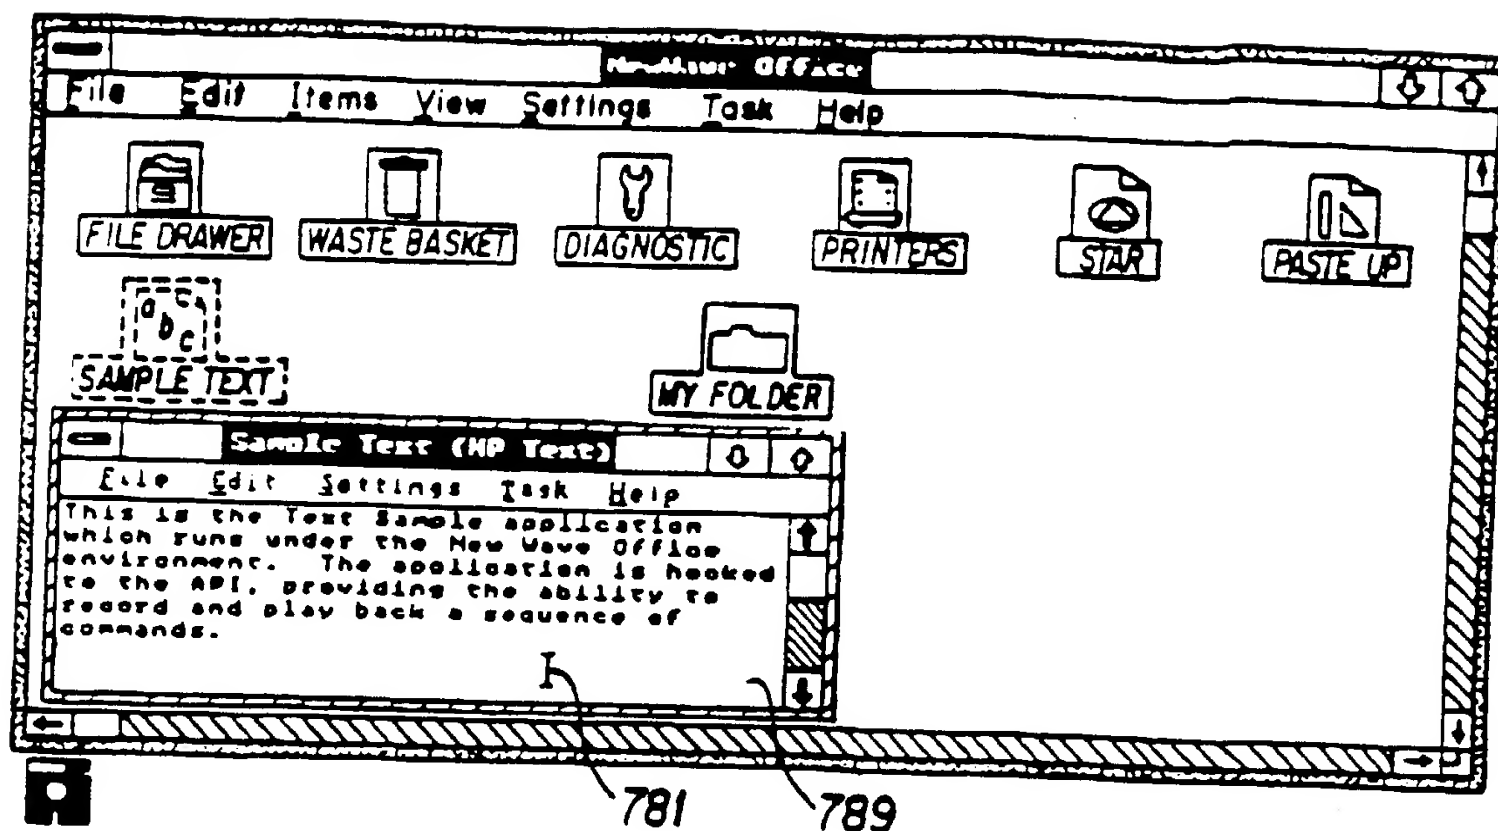 NewWave Office
File Edit Items View Settings Task Help
FILE DRAWER WASTE BASKET DIAGNOSTIC PRINTERS STAR PASTE UP
a b c
SAMPLE TEXT MY FOLDER
Sample Text (HP Text)
File Edit Settings Task Help
This is the Text Sample application
which runs under the New Wave Office
environment. The application is hooked
to the API, providing the ability to
record and play back a sequence of
commands.
781 789